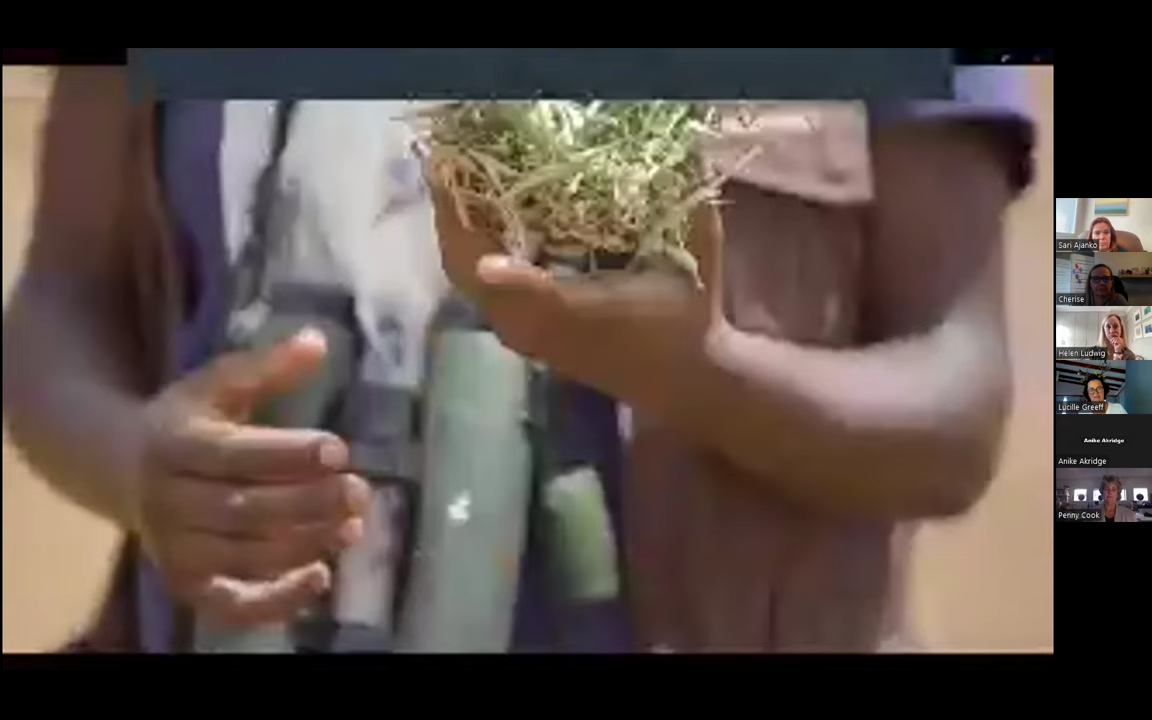 Sari Ajanko
Cherise
Helen Ludwig
Lucille Greeff
Anike Akridge
Anike Akridge
Penny Cook